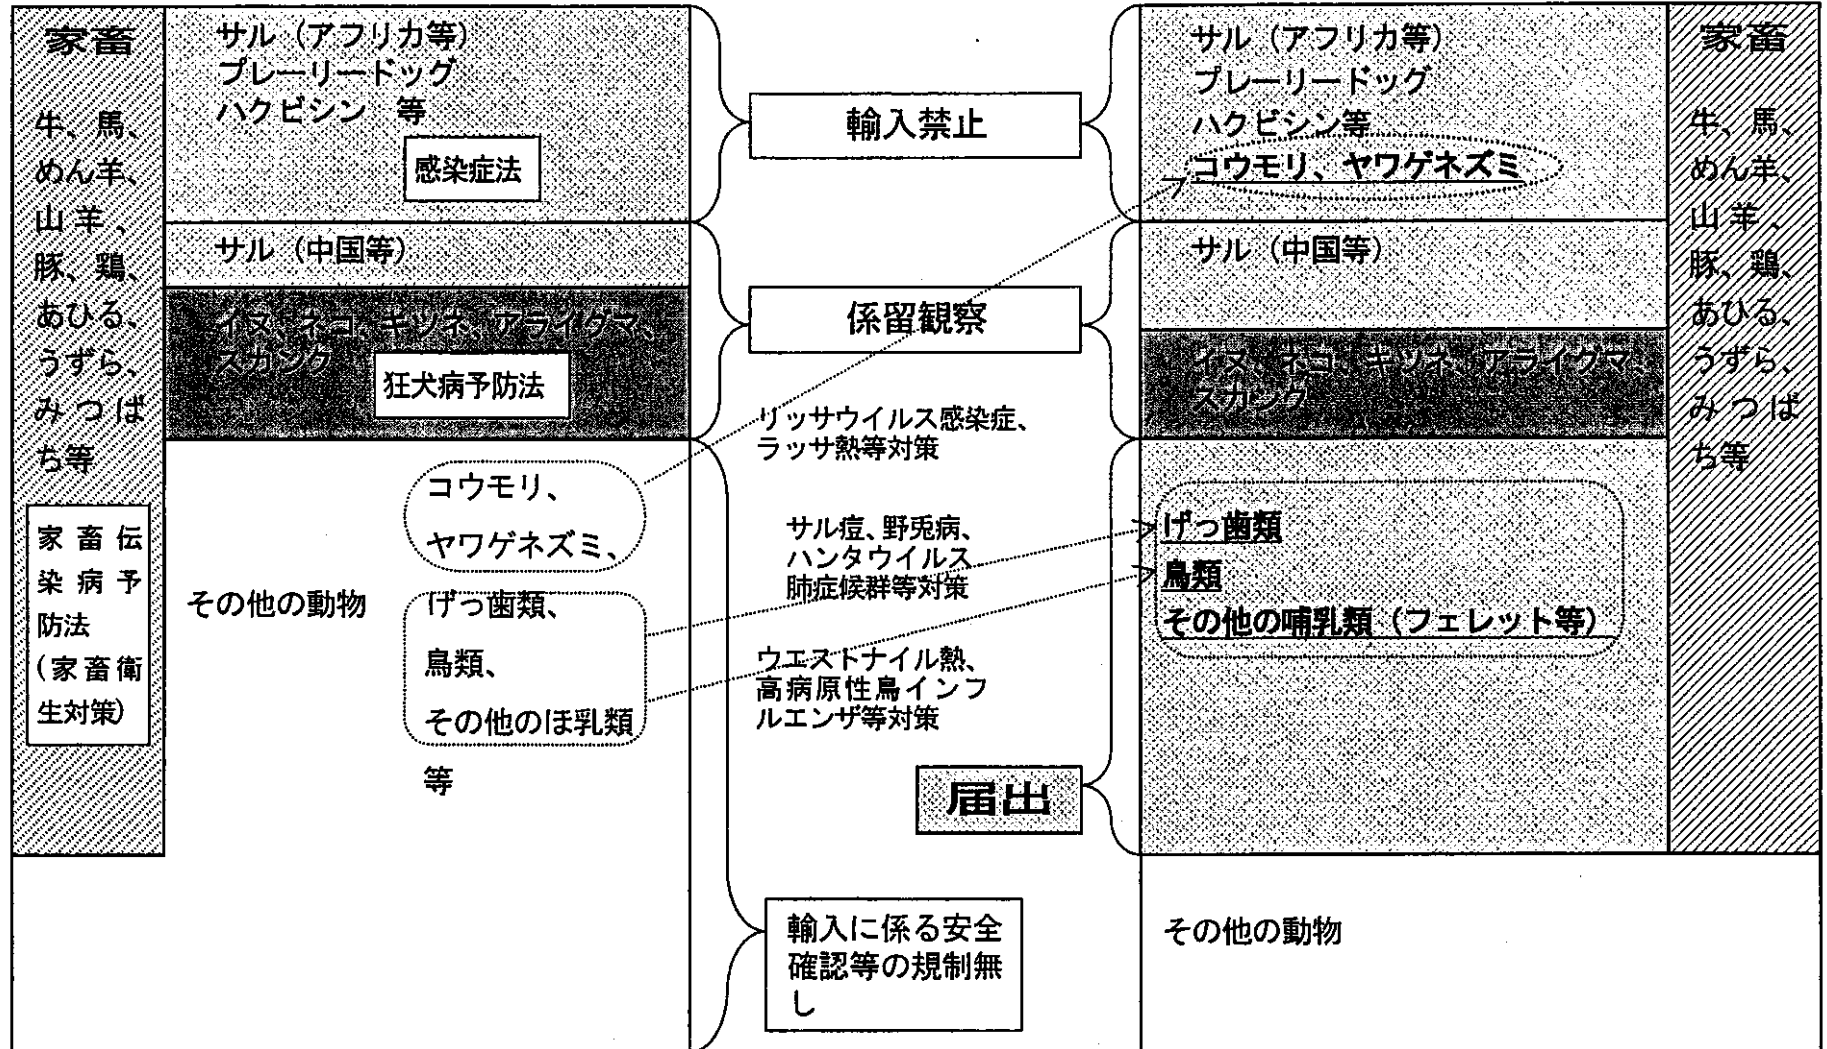 家畜
牛、馬、
めん羊、
山羊、
豚、鶏、
あひる、
うずら、
みつば
ち等
家畜伝
染病予
防法
(家畜衛
生対策)
サル（アフリカ等）
プレーリードッグ
ハクビシン　等
感染症法
サル（中国等）
イヌ、ネコ、キツネ、アライグマ、
スカンク
狂犬病予防法
その他の動物
コウモリ、
ヤワゲネズミ、
げっ歯類、
鳥類、
その他のほ乳類
等
輸入禁止
係留観察
リッサウイルス感染症、
ラッサ熱等対策
サル痘、野兎病、
ハンタウイルス
肺症候群等対策
ウエストナイル熱、
高病原性鳥インフ
ルエンザ等対策
届出
輸入に係る安全
確認等の規制無
し
サル（アフリカ等）
プレーリードッグ
ハクビシン等
コウモリ、ヤワゲネズミ
サル（中国等）
イヌ、ネコ、キツネ、アライグマ、
スカンク
げっ歯類
鳥類
その他の哺乳類（フェレット等）
その他の動物
家畜
牛、馬、
めん羊、
山羊、
豚、鶏、
あひる、
うずら、
みつば
ち等